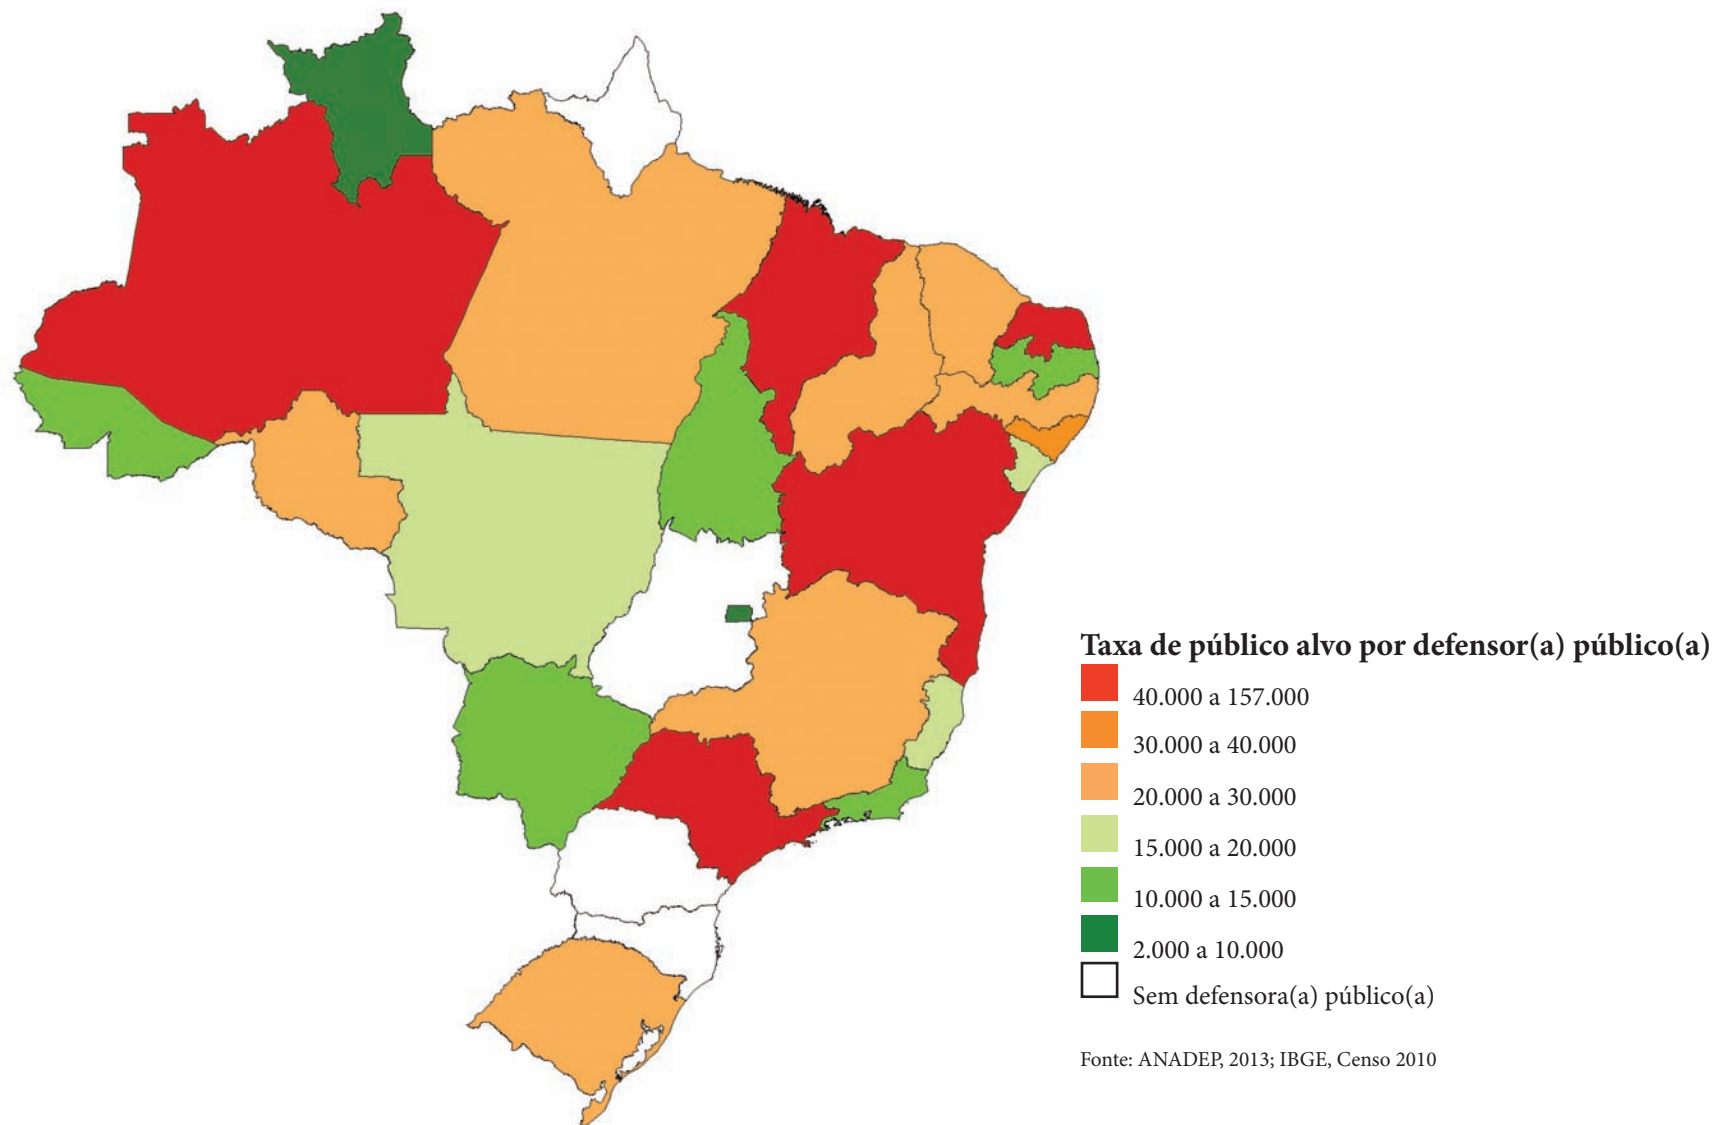 Taxa de público alvo por defensor(a) público(a)
40.000 a 157.000
30.000 a 40.000
20.000 a 30.000
15.000 a 20.000
10.000 a 15.000
2.000 a 10.000
Sem defensora(a) público(a)
Fonte: ANADEP, 2013; IBGE, Censo 2010